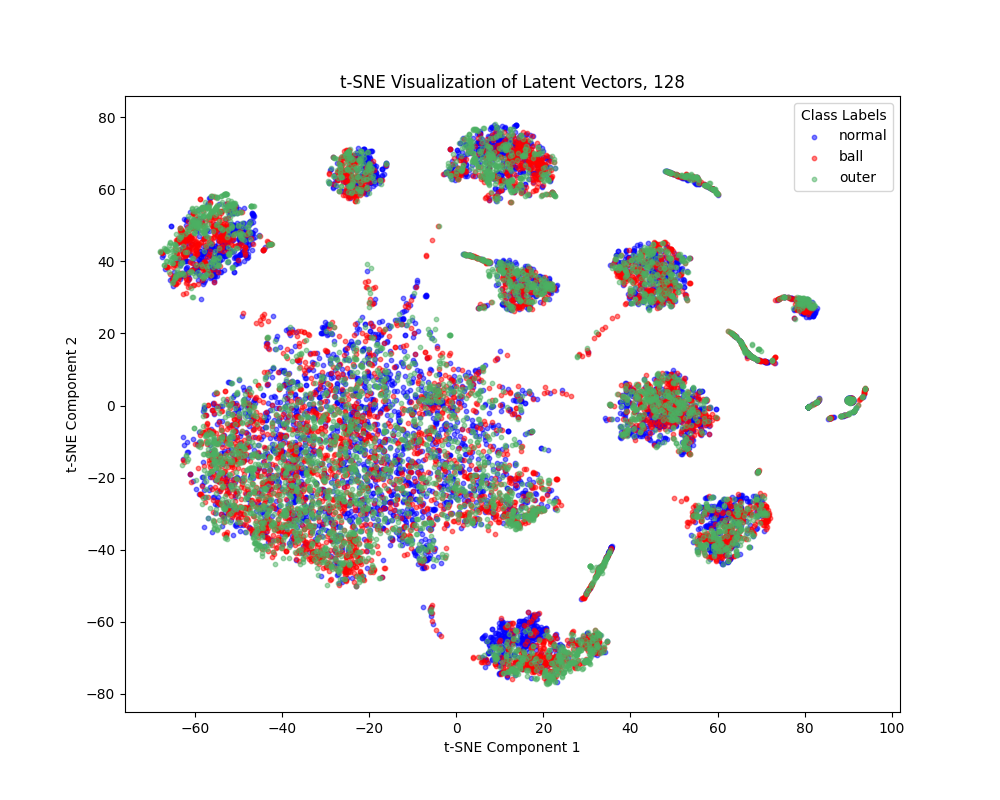 t-SNE Visualization of Latent Vectors, 128
Class Labels
normal
ball
outer
80
60
40
20
0
−20
−40
−60
−80
t-SNE Component 2
−60
−40
−20
0
20
40
60
80
100
t-SNE Component 1